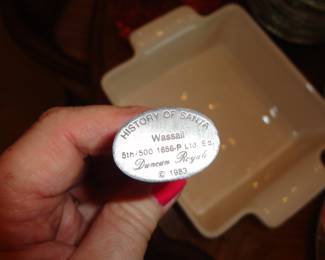 HISTORY OF SANTA
Wassail
5th/500 1656-P Ltd. Ed.
Duncan Royale
© 1983